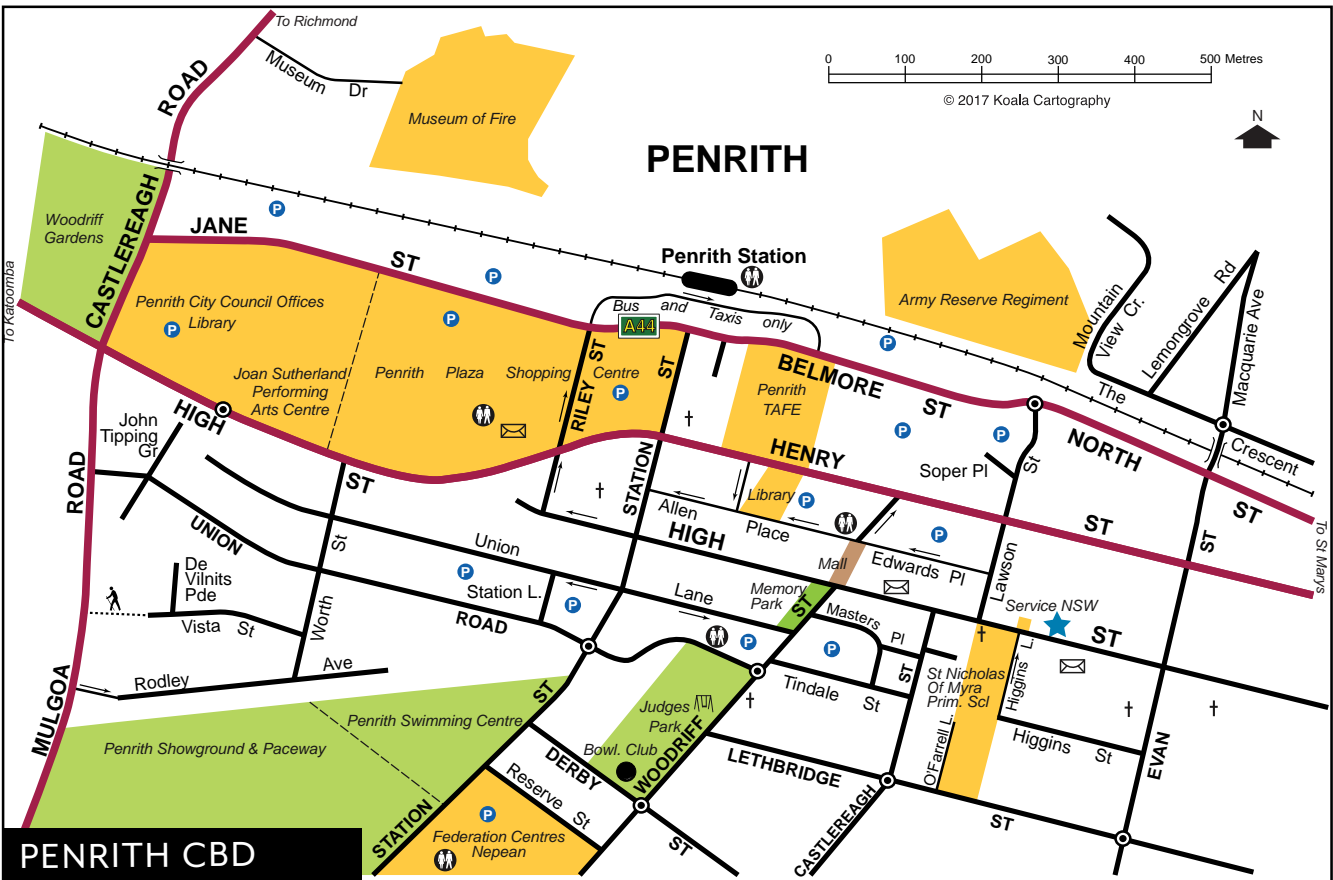 To Richmond
ROAD
Museum Dr
Museum of Fire
0 100 200 300 400 500 Metres
© 2017 Koala Cartography
N
PENRITH
Woodriff
Gardens
CASTLEREAGH
JANE
ST
To Katoomba
Penrith Station
Bus and Taxis only
A44
Army Reserve Regiment
Mountain
View Cr.
Lemongrove Rd
Macquarie Ave
The
Crescent
Penrith City Council Offices
Library
P
Joan Sutherland
Performing
Arts Centre
Penrith Plaza Shopping Centre
RILEY ST
STATION ST
Penrith
TAFE
BELMORE ST
NORTH ST
To St Marys
HIGH ST
HENRY ST
John
Tipping
Gr
ROAD
MULGOA
UNION ROAD
De
Vilnits
Pde
Vista St
Worth St
Rodley Ave
Union Lane
Station L.
Allen Place
Library
HIGH ST
Mall
Edwards Pl
Soper Pl
Lawson St
Memory
Park
ST
Masters Pl
Service NSW
St Nicholas
Of Myra
Prim. Scl
Higgins L.
Higgins St
O'Farrell L.
Tindale St
Judges
Park
Bowl. Club
WOODRIFF
DERBY ST
LETHBRIDGE ST
CASTLEREAGH ST
EVAN ST
Penrith Swimming Centre
Penrith Showground & Paceway
STATION ST
Reserve St
Federation Centres
Nepean
PENRITH CBD